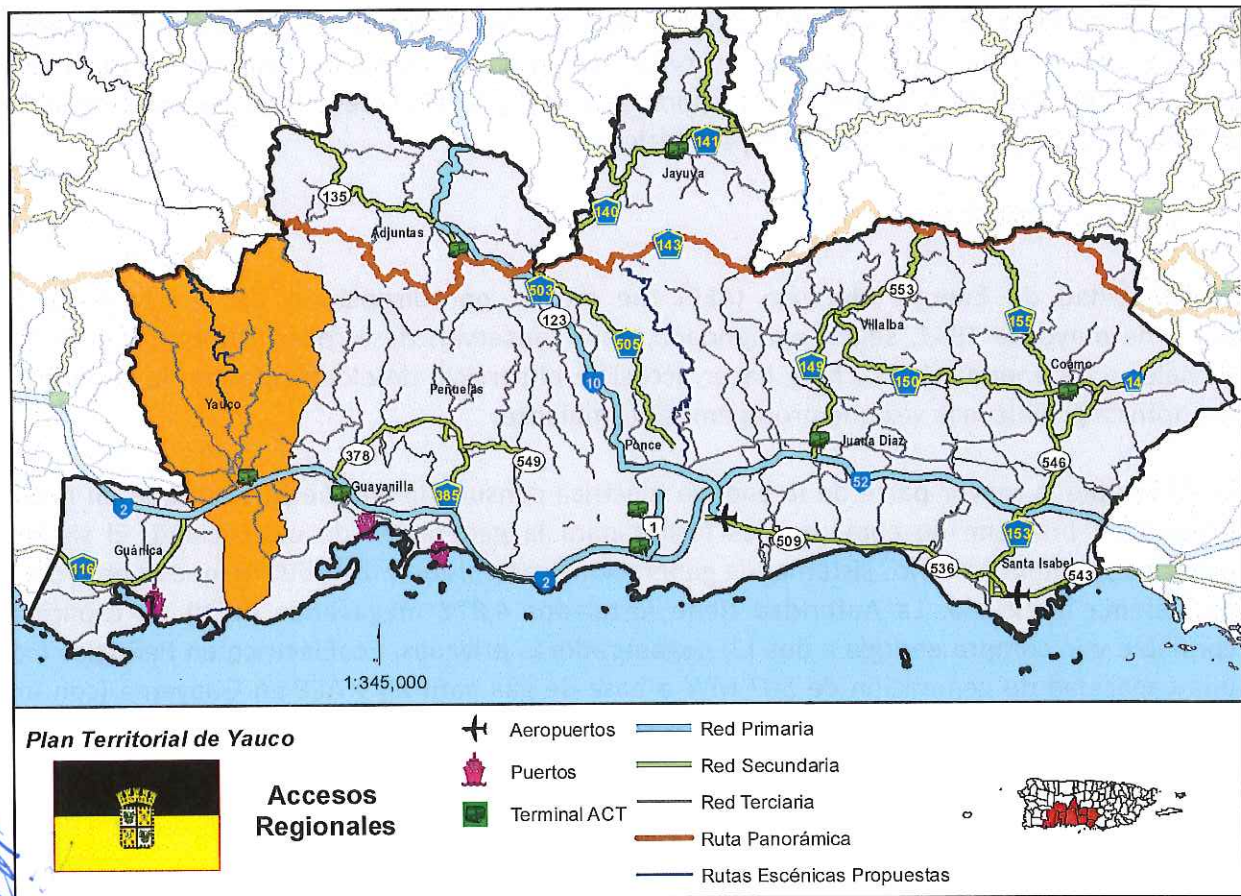 141
Jayuya
135
140
Adjuntas
143
503
553
123
Villalba
155
505
149
Coamo
10
150
14
Peñuelas
Yauco
Ponce
Juana Díaz
378
549
546
Guayanilla
52
385
2
1
153
Guánica
509
116
536
Santa Isabel
543
2
1:345,000
Plan Territorial de Yauco
Accesos
Regionales
Aeropuertos
Puertos
Terminal ACT
Red Primaria
Red Secundaria
Red Terciaria
Ruta Panorámica
Rutas Escénicas Propuestas